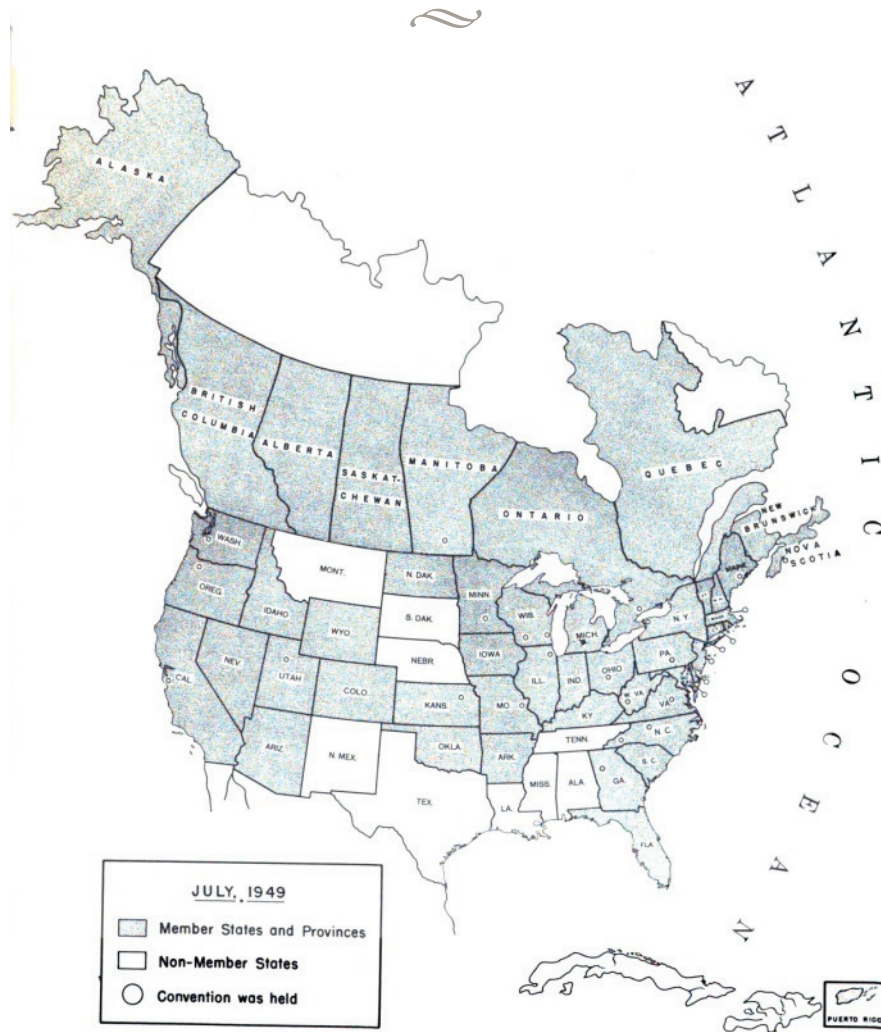 ATLANTIC OCEAN
ALASKA
BRITISH
COLUMBIA
ALBERTA
SASKAT-
CHEWAN
MANITOBA
ONTARIO
QUEBEC
NEW
BRUNSWICK
NOVA
SCOTIA
WASH.
MONT.
N. DAK.
MINN
MAINE
OREG.
IDAHO
S. DAK.
WIS.
MICH.
N.Y.
WYO.
NEBR.
IOWA
PA.
CAL.
NEV.
UTAH
COLO.
KANS.
MO.
ILL.
IND.
OHIO
W. VA.
VA.
KY
ARIZ.
N. MEX.
OKLA.
ARK.
TENN.
N. C.
S. C.
TEX.
LA.
MISS.
ALA.
GA.
FLA.
JULY, 1949
Member States and Provinces
Non-Member States
Convention was held
PUERTO RICO